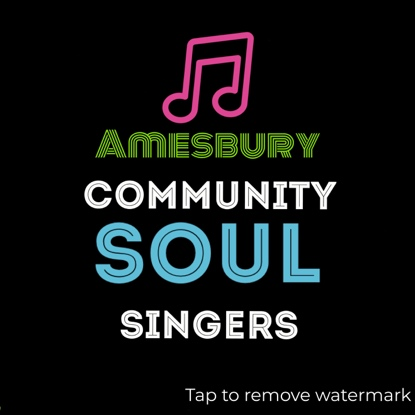 AMESBURY
COMMUNITY
SOUL
SINGERS
Tap to remove watermark